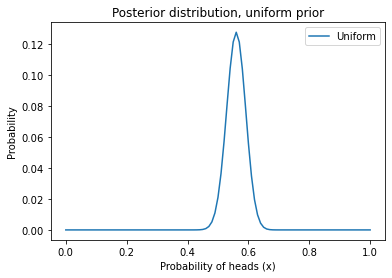 Posterior distribution, uniform prior
Uniform
Probability
0.12
0.10
0.08
0.06
0.04
0.02
0.00
0.0 0.2 0.4 0.6 0.8 1.0
Probability of heads (x)